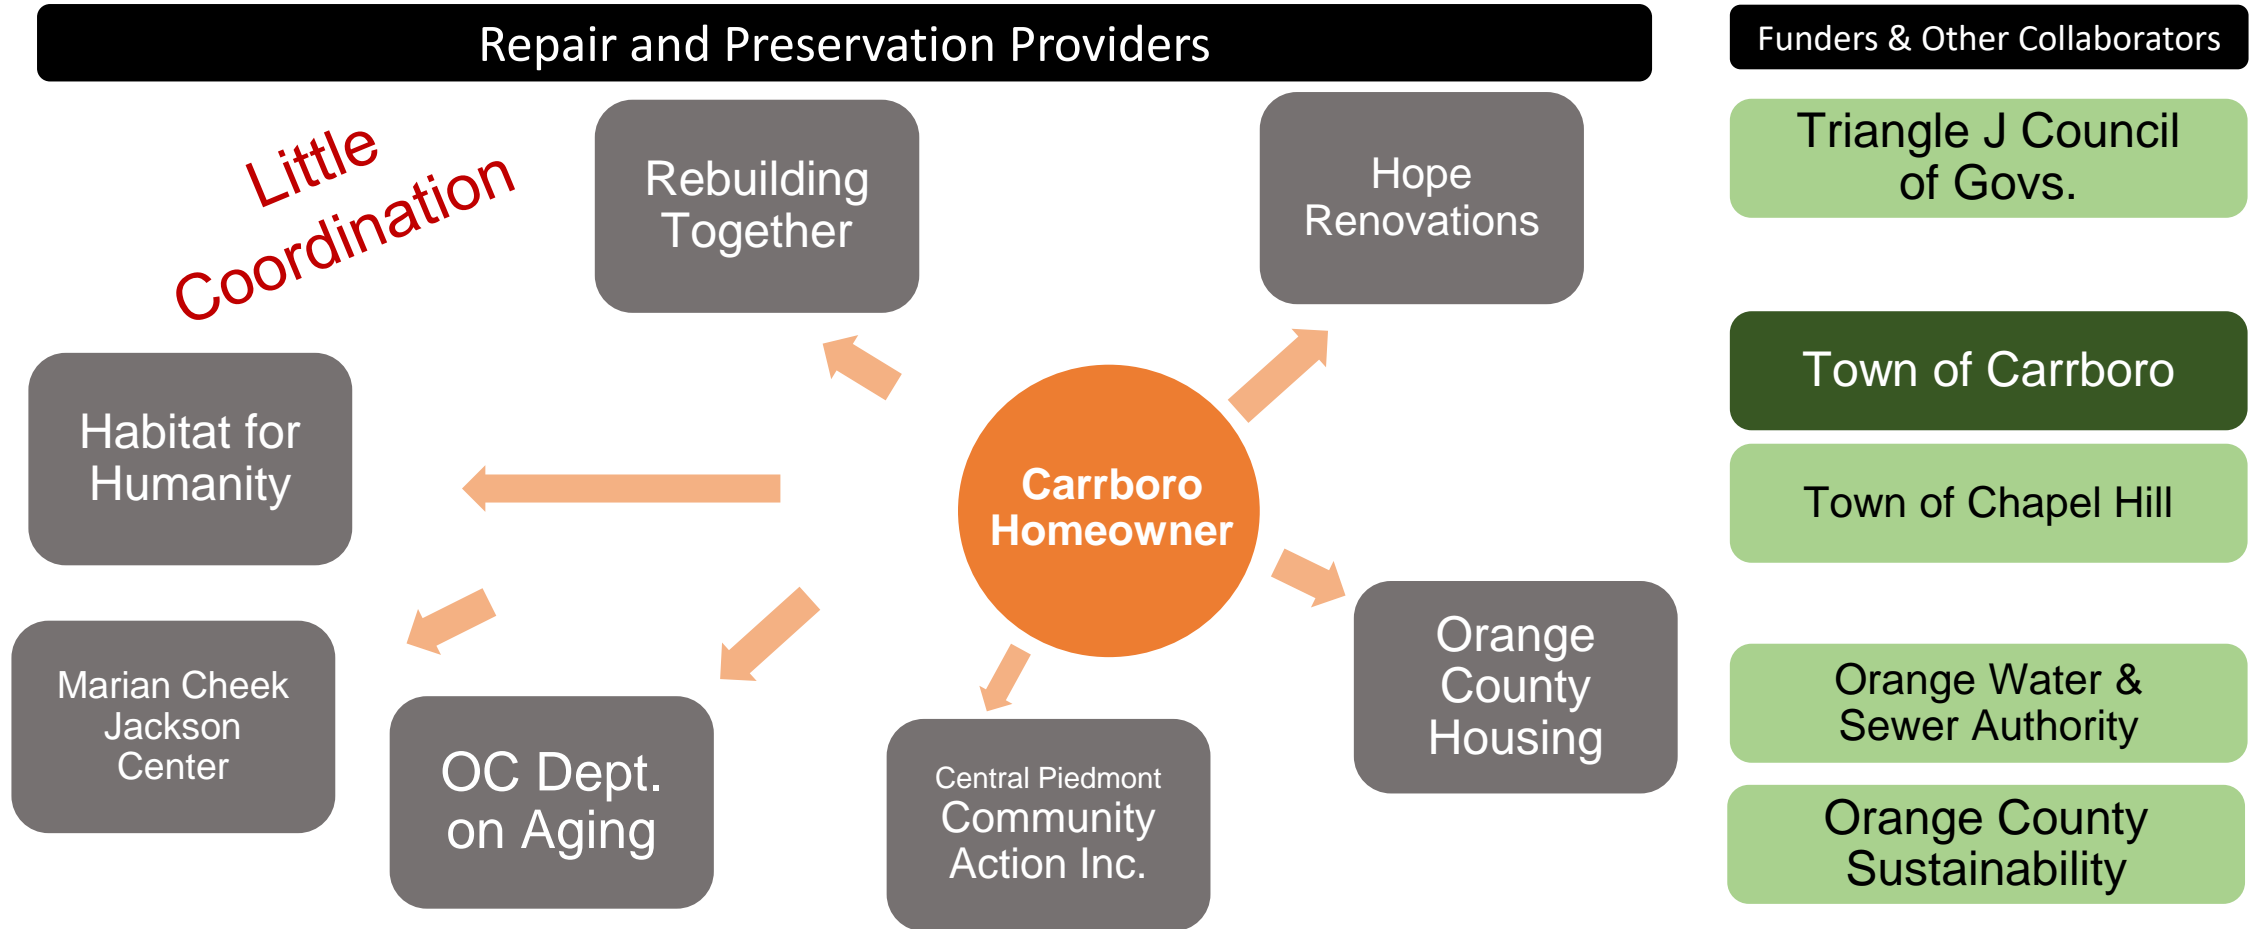 Repair and Preservation Providers
Funders & Other Collaborators
Little
Coordination
Rebuilding
Together
Hope
Renovations
Habitat for
Humanity
Carrboro
Homeowner
Marian Cheek
Jackson
Center
OC Dept.
on Aging
Central Piedmont
Community
Action Inc.
Orange
County
Housing
Triangle J Council
of Govs.
Town of Carrboro
Town of Chapel Hill
Orange Water &
Sewer Authority
Orange County
Sustainability